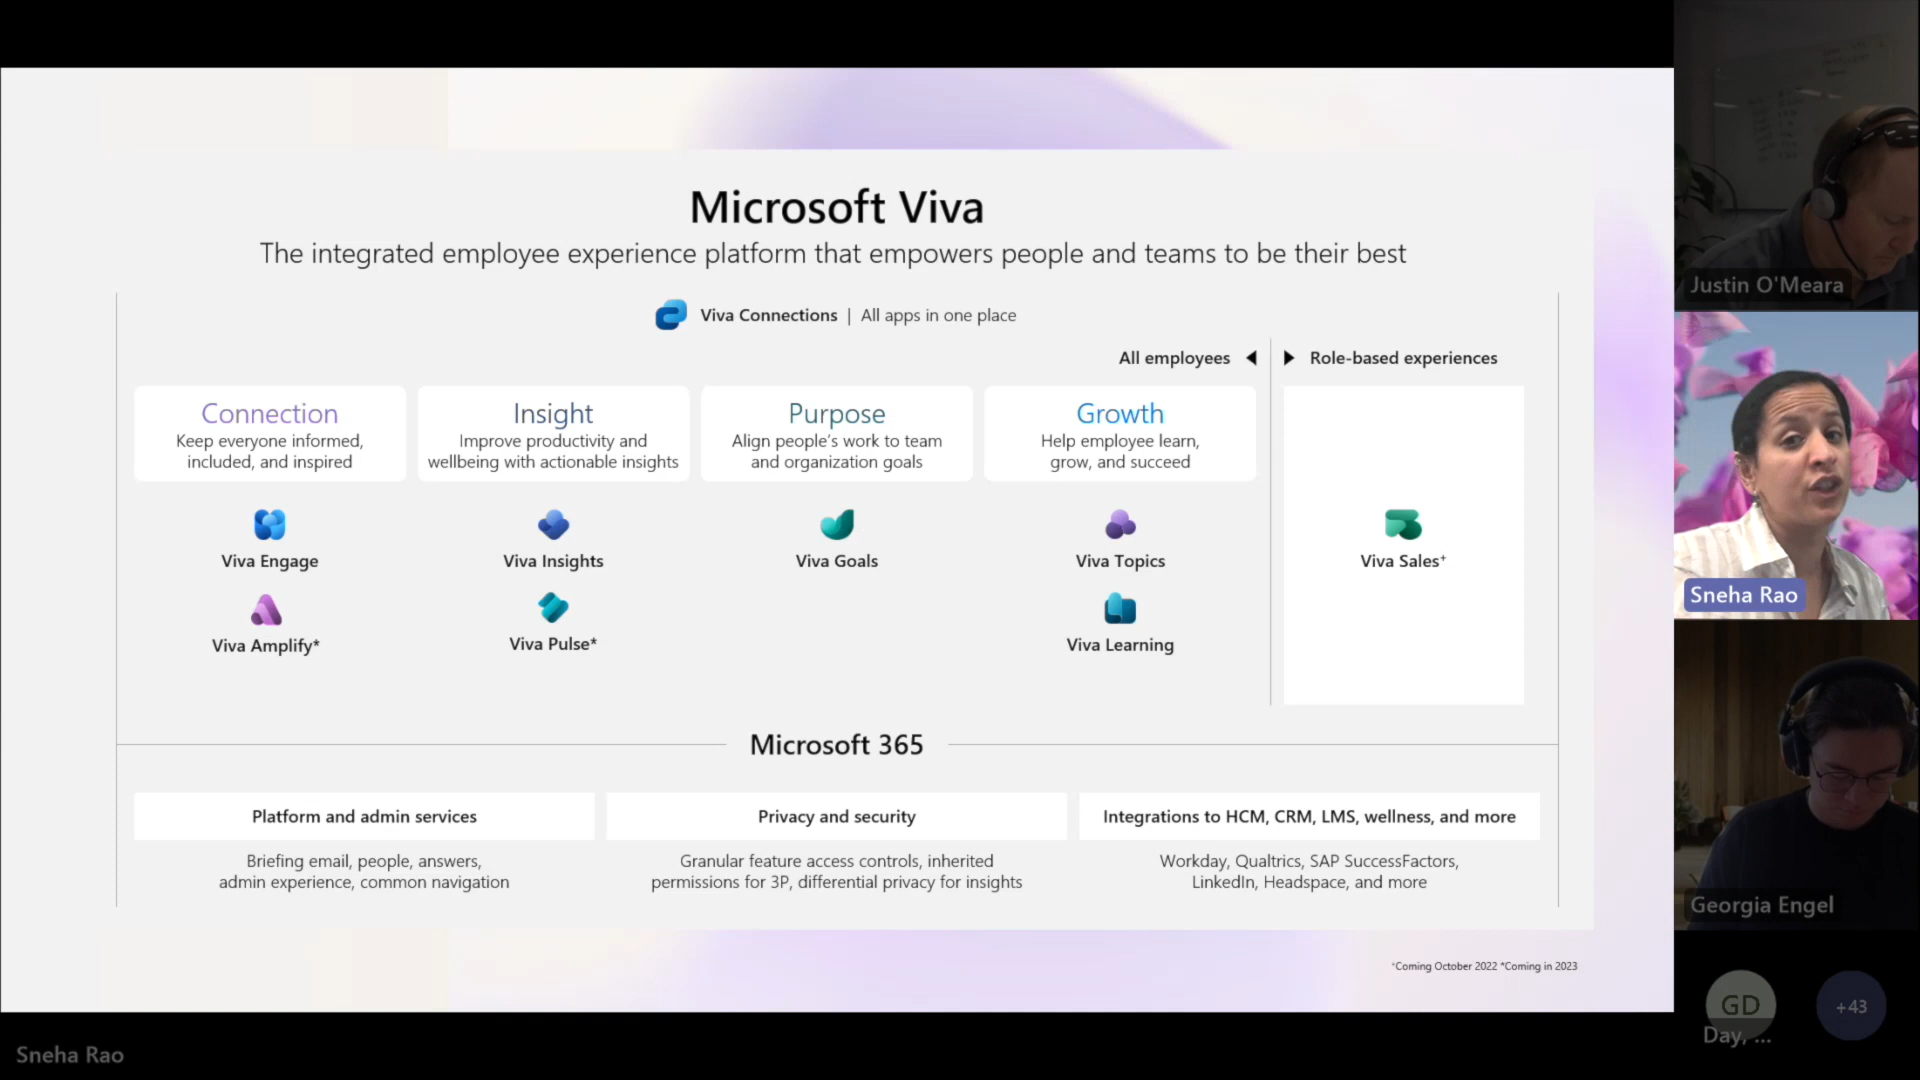 Microsoft Viva
The integrated employee experience platform that empowers people and teams to be their best
Viva Connections | All apps in one place
All employees ◀ ▶ Role-based experiences
Connection
Keep everyone informed,
included, and inspired
Viva Engage
Viva Amplify*
Insight
Improve productivity and
wellbeing with actionable insights
Viva Insights
Viva Pulse*
Purpose
Align people's work to team
and organization goals
Viva Goals
Growth
Help employee learn,
grow, and succeed
Viva Topics
Viva Learning
Viva Sales⁺
Microsoft 365
Platform and admin services
Briefing email, people, answers,
admin experience, common navigation
Privacy and security
Granular feature access controls, inherited
permissions for 3P, differential privacy for insights
Integrations to HCM, CRM, LMS, wellness, and more
Workday, Qualtrics, SAP SuccessFactors,
LinkedIn, Headspace, and more
⁺Coming October 2022 *Coming in 2023
Justin O'Meara
Sneha Rao
Georgia Engel
GD
Day, ...
+43
Sneha Rao